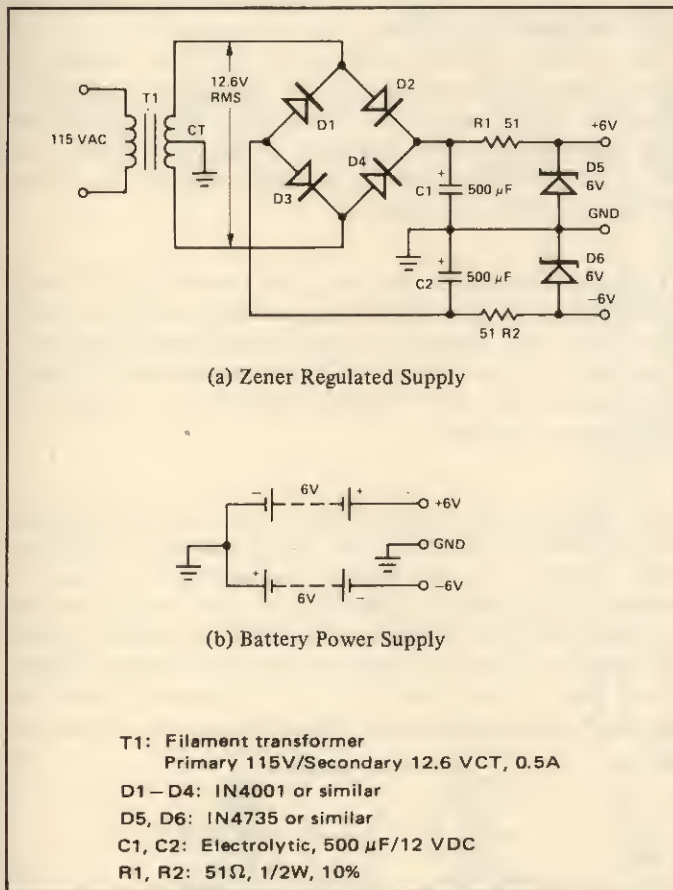 12.6V
RMS
T1
CT
115 VAC
D1
D2
D3
D4
R1 51
+6V
+
C1
500 μF
D5
6V
GND
+
C2
500 μF
D6
6V
51 R2
−6V
(a) Zener Regulated Supply
−
6V
+
+6V
GND
+
6V
−
−6V
(b) Battery Power Supply
T1: Filament transformer
Primary 115V/Secondary 12.6 VCT, 0.5A
D1–D4: IN4001 or similar
D5, D6: IN4735 or similar
C1, C2: Electrolytic, 500 μF/12 VDC
R1, R2: 51Ω, 1/2W, 10%